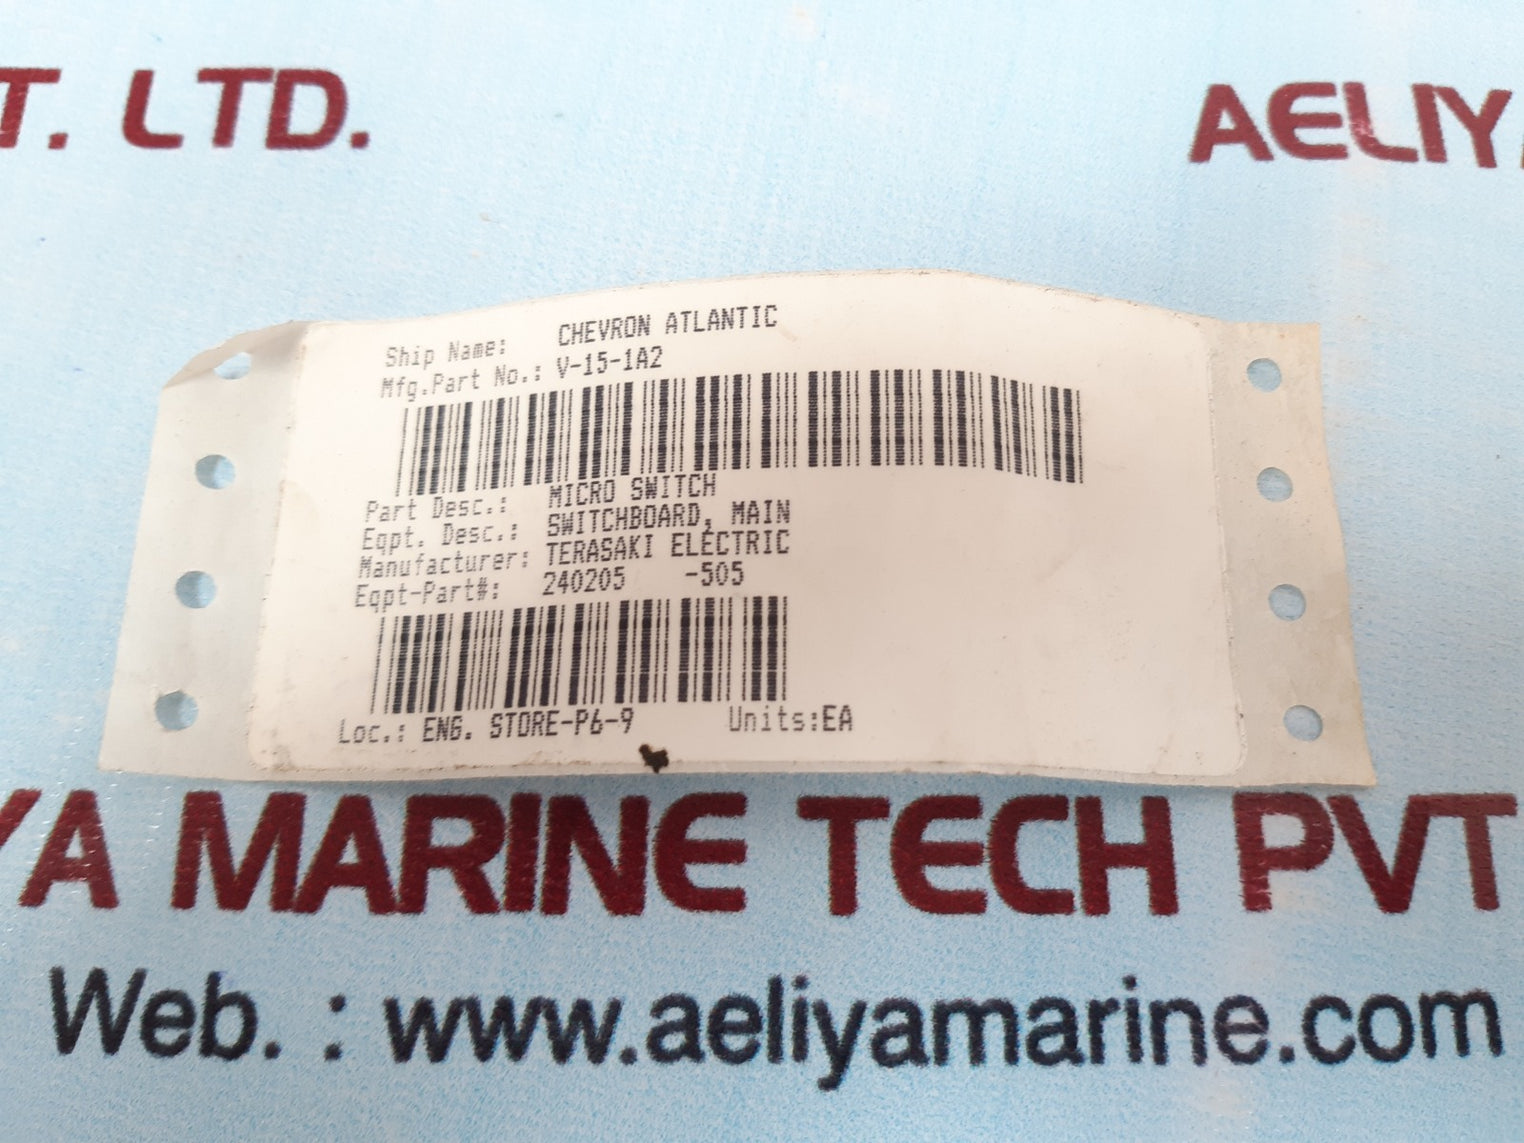 T. LTD.
AELIY
Ship Name: CHEVRON ATLANTIC
Mfg.Part No.: V-15-1A2
Part Desc.: MICRO SWITCH
Eqpt. Desc.: SWITCHBOARD, MAIN
Manufacturer: TERASAKI ELECTRIC
Eqpt-Part#: 240205 -505
Loc.: ENG. STORE-P6-9 Units:EA
YA MARINE TECH PVT
Web. : www.aeliyamarine.com